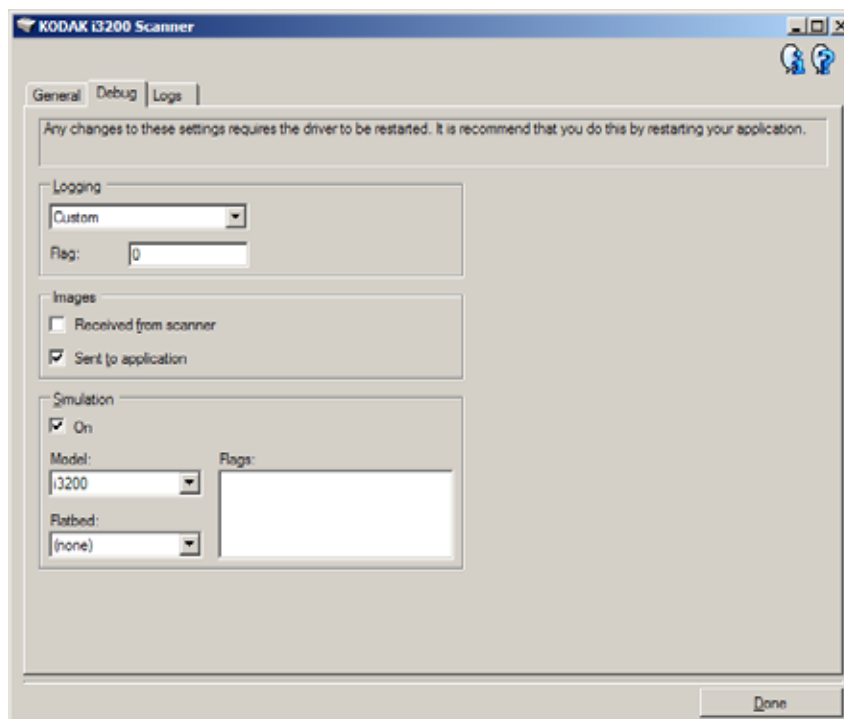 KODAK i3200 Scanner
General Debug Logs
Any changes to these settings requires the driver to be restarted. It is recommend that you do this by restarting your application.
Logging
Custom
Flag: 0
Images
Received from scanner
Sent to application
Simulation
On
Model: Flags:
i3200
Flatbed:
(none)
Done